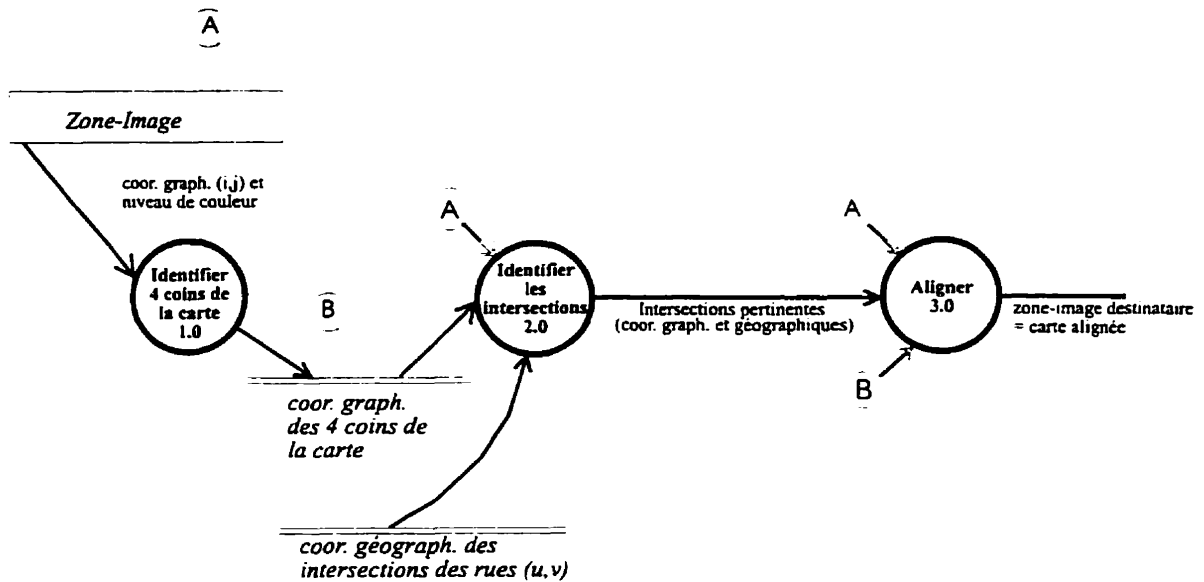 A
Zone-Image
coor. graph. (i,j) et
niveau de couleur
Identifier
4 coins de
la carte
1.0
B
coor. graph.
des 4 coins de
la carte
coor. géograph. des
intersections des rues (u,v)
A
Identifier
les
intersections
2.0
Intersections pertinentes
(coor. graph. et géographiques)
A
Aligner
3.0
B
zone-image destinataire
= carte alignée